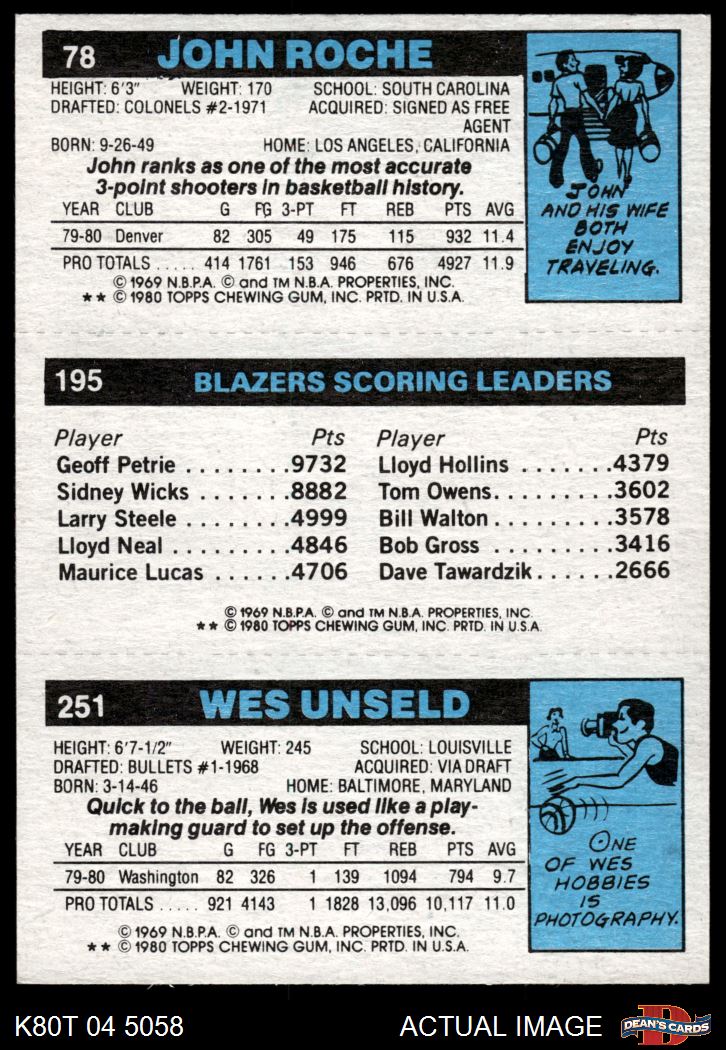 78 JOHN ROCHE
HEIGHT: 6'3" WEIGHT: 170 SCHOOL: SOUTH CAROLINA
DRAFTED: COLONELS #2-1971 ACQUIRED: SIGNED AS FREE
AGENT
BORN: 9-26-49 HOME: LOS ANGELES, CALIFORNIA
John ranks as one of the most accurate
3-point shooters in basketball history.
YEAR CLUB G FG 3-PT FT REB PTS AVG
79-80 Denver 82 305 49 175 115 932 11.4
PRO TOTALS ..... 414 1761 153 946 676 4927 11.9
© 1969 N.B.P.A. © and TM N.B.A. PROPERTIES, INC.
★★ © 1980 TOPPS CHEWING GUM, INC. PRTD. IN U.S.A.
JOHN
AND HIS WIFE
BOTH
ENJOY
TRAVELING.
195 BLAZERS SCORING LEADERS
Player Pts Player Pts
Geoff Petrie ........9732 Lloyd Hollins .......4379
Sidney Wicks .......8882 Tom Owens.........3602
Larry Steele ........4999 Bill Walton .........3578
Lloyd Neal .........4846 Bob Gross .........3416
Maurice Lucas ......4706 Dave Tawardzik......2666
© 1969 N.B.P.A. © and TM N.B.A. PROPERTIES, INC.
★★ © 1980 TOPPS CHEWING GUM, INC. PRTD. IN U.S.A.
251 WES UNSELD
HEIGHT: 6'7-1/2" WEIGHT: 245 SCHOOL: LOUISVILLE
DRAFTED: BULLETS #1-1968 ACQUIRED: VIA DRAFT
BORN: 3-14-46 HOME: BALTIMORE, MARYLAND
Quick to the ball, Wes is used like a play-
making guard to set up the offense.
YEAR CLUB G FG 3-PT FT REB PTS AVG
79-80 Washington 82 326 1 139 1094 794 9.7
PRO TOTALS ..... 921 4143 1 1828 13,096 10,117 11.0
© 1969 N.B.P.A. © and TM N.B.A. PROPERTIES, INC.
★★ © 1980 TOPPS CHEWING GUM, INC. PRTD. IN U.S.A.
ONE
OF WES
HOBBIES
IS
PHOTOGRAPHY.
K80T 04 5058 ACTUAL IMAGE D DEAN'S CARDS